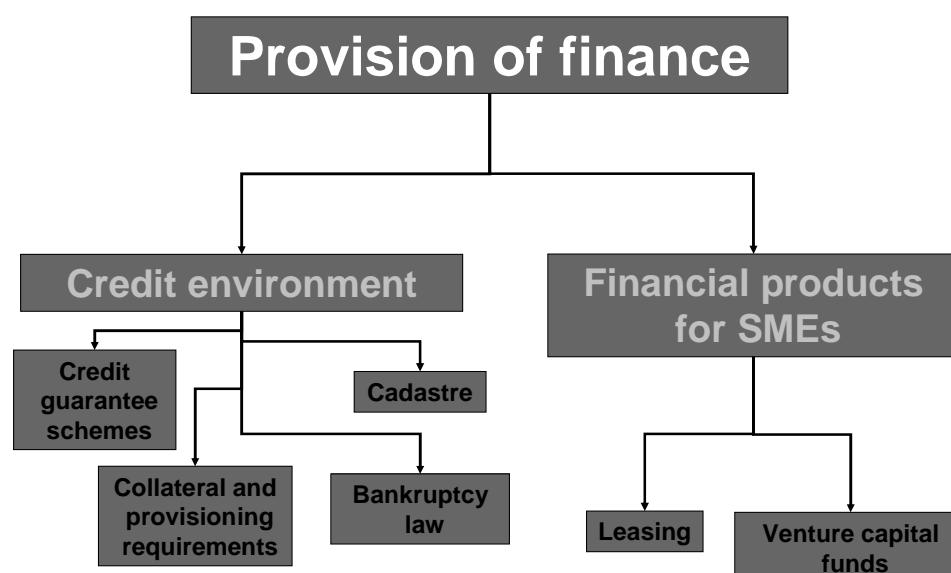 Provision of finance
Credit environment
Financial products
for SMEs
Credit
guarantee
schemes
Cadastre
Collateral and
provisioning
requirements
Bankruptcy
law
Leasing
Venture capital
funds